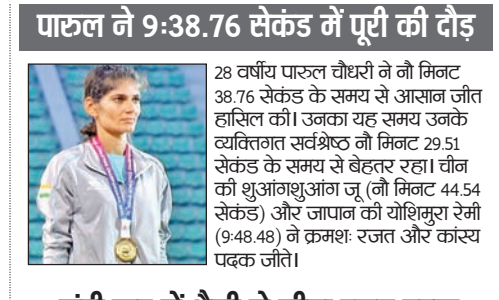 पारुल ने 9:38.76 सेकंड में पूरी की दौड़
28 वर्षीय पारुल चौधरी ने नौ मिनट
38.76 सेकंड के समय से आसान जीत
हासिल की। उनका यह समय उनके
व्यक्तिगत सर्वश्रेष्ठ नौ मिनट 29.51
सेकंड के समय से बेहतर रहा। चीन
की शुआंगशुआंग जू (नौ मिनट 44.54
सेकंड) और जापान की योशिमुरा रेमी
(9:48.48) ने क्रमशः रजत और कांस्य
पदक जीते।